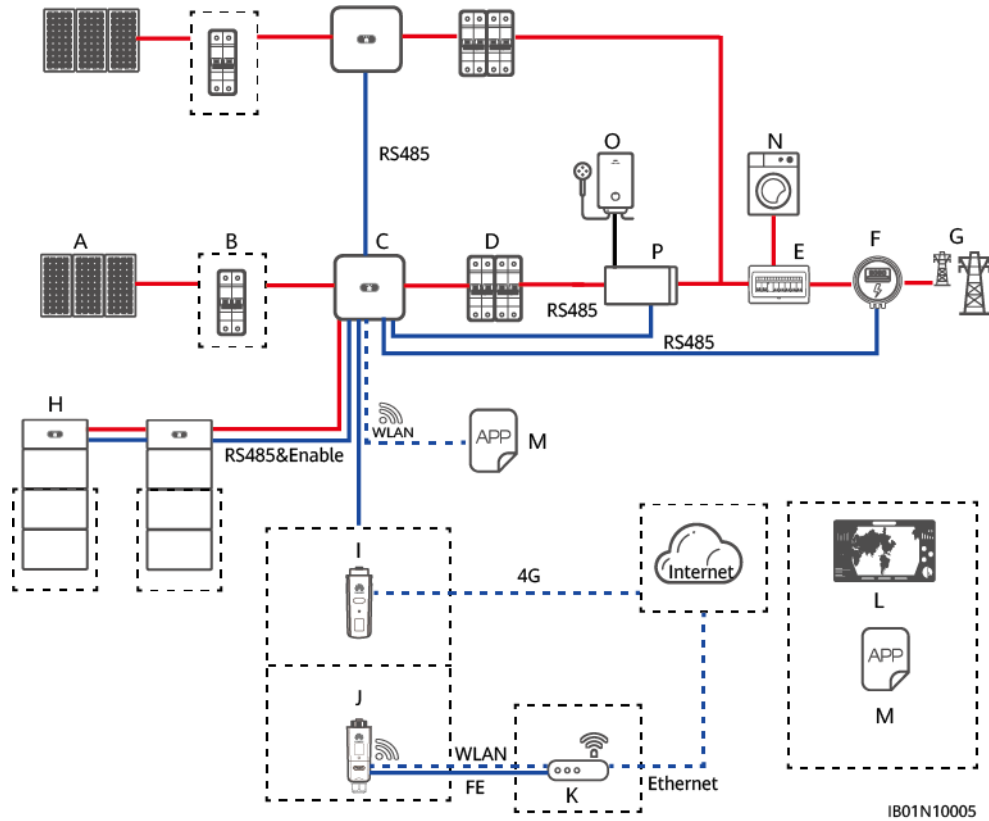 RS485
O
N
A
B
C
D
P
E
F
G
RS485
RS485
H
WLAN
APP
M
RS485&Enable
I
4G
Internet
L
APP
M
J
WLAN
FE
K
Ethernet
IB01N10005